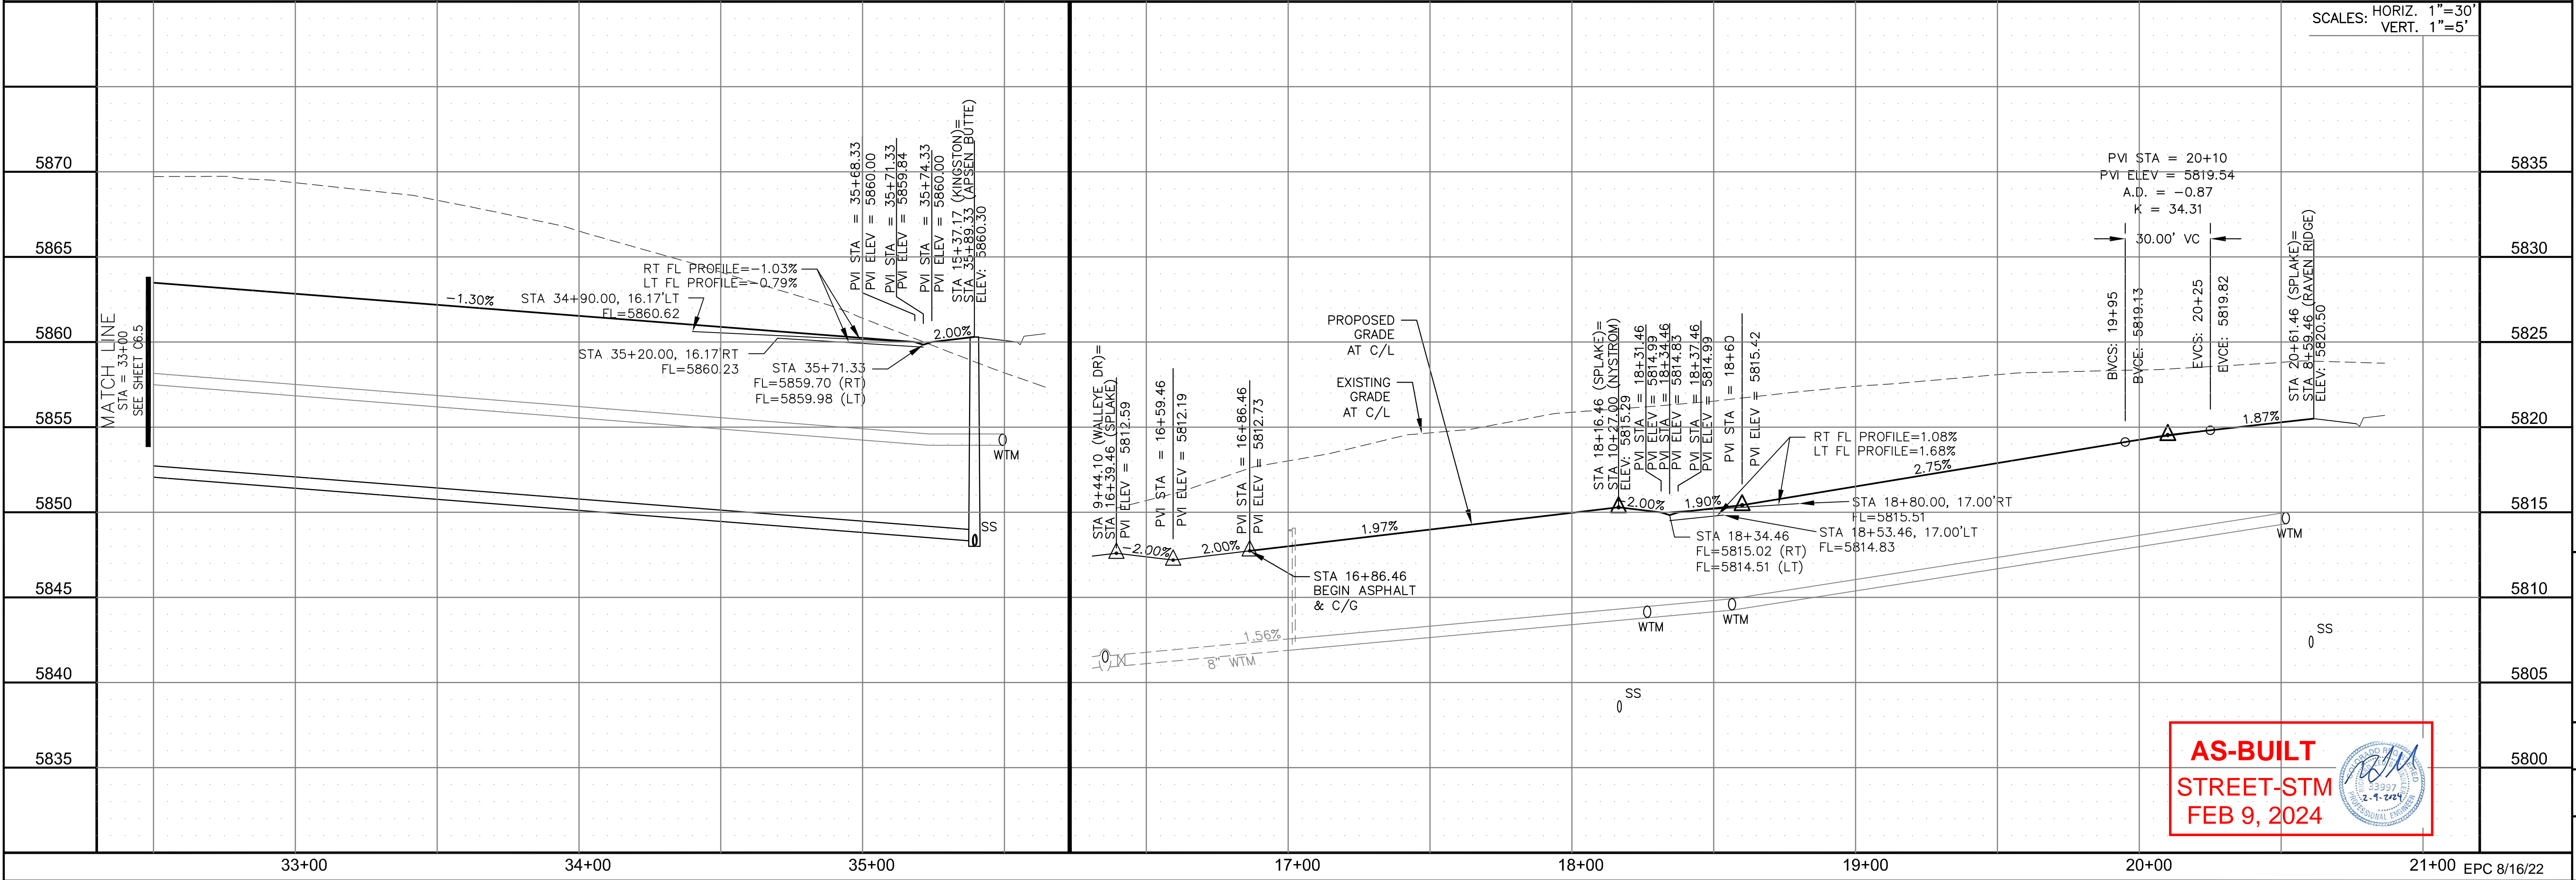 SCALES: HORIZ. 1"=30'
VERT. 1"=5'
5870
5865
5860
5855
5850
5845
5840
5835
MATCH LINE
STA = 33+00
SEE SHEET C6.5
-1.30%
RT FL PROFILE=-1.03%
LT FL PROFILE=-0.79%
STA 34+90.00, 16.17'LT
FL=5860.62
STA 35+20.00, 16.17'RT
FL=5860.23
STA 35+71.33
FL=5859.70 (RT)
FL=5859.98 (LT)
PVI STA = 35+68.33
PVI ELEV = 5860.00
PVI STA = 35+71.33
PVI ELEV = 5859.84
PVI STA = 35+74.33
PVI ELEV = 5860.00
STA 15+37.17 (KINGSTON)=
STA 35+89.33 (APSEN BUTTE)
ELEV: 5860.30
2.00%
WTM
SS
33+00
34+00
35+00
STA 9+44.10 (WALLEYE DR)=
STA 16+39.46 (SPLAKE)
PVI ELEV = 5812.59
PVI STA = 16+59.46
PVI ELEV = 5812.19
PVI STA = 16+86.46
PVI ELEV = 5812.73
-2.00%
2.00%
1.97%
STA 16+86.46
BEGIN ASPHALT
& C/G
1.56%
8" WTM
PROPOSED
GRADE
AT C/L
EXISTING
GRADE
AT C/L
STA 18+16.46 (SPLAKE)=
STA 10+27.00 (NYSTROM)
ELEV: 5815.29
PVI STA = 18+31.46
PVI ELEV = 5814.99
PVI STA = 18+34.46
PVI ELEV = 5814.83
PVI STA = 18+37.46
PVI ELEV = 5814.99
PVI STA = 18+60
PVI ELEV = 5815.42
-2.00%
1.90%
RT FL PROFILE=1.08%
LT FL PROFILE=1.68%
2.75%
STA 18+80.00, 17.00'RT
FL=5815.51
STA 18+53.46, 17.00'LT
FL=5814.83
STA 18+34.46
FL=5815.02 (RT)
FL=5814.51 (LT)
WTM
WTM
SS
PVI STA = 20+10
PVI ELEV = 5819.54
A.D. = -0.87
K = 34.31
30.00' VC
BVCS: 19+95
BVCE: 5819.13
EVCS: 20+25
EVCE: 5819.82
STA 20+61.46 (SPLAKE)=
STA 8+59.46 (RAVEN RIDGE)
ELEV: 5820.50
1.87%
WTM
SS
5835
5830
5825
5820
5815
5810
5805
5800
AS-BUILT
STREET-STM
FEB 9, 2024
33997
2-9-2024
PROFESSIONAL ENGINEER
17+00
18+00
19+00
20+00
21+00
EPC 8/16/22